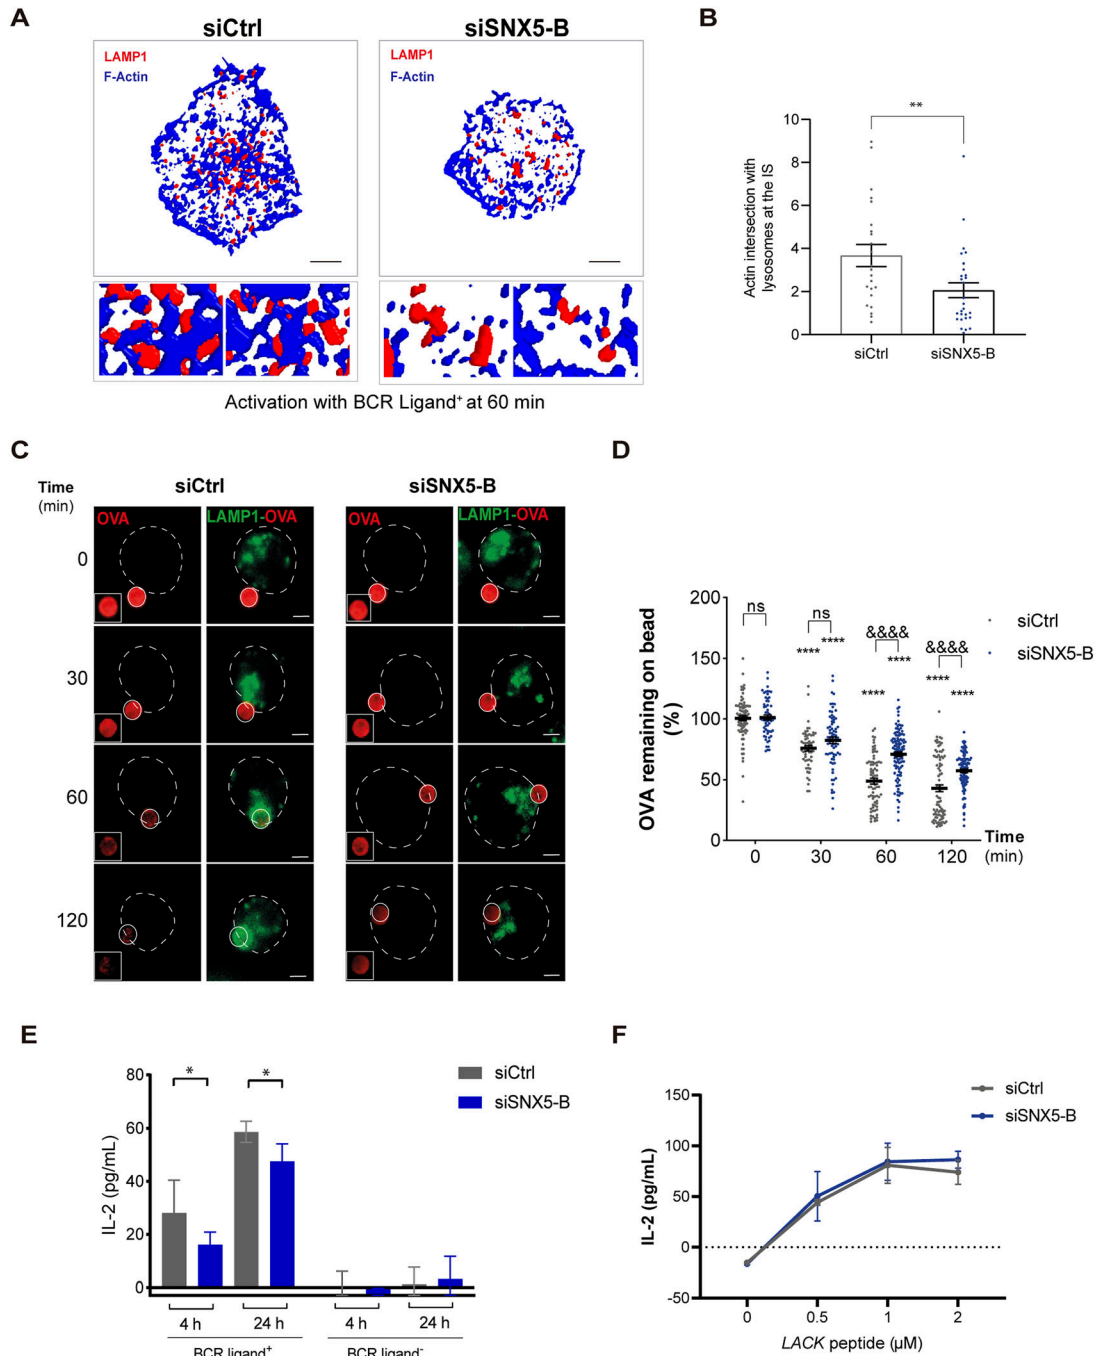 A
siCtrl
siSNX5-B
LAMP1
F-Actin
LAMP1
F-Actin
Activation with BCR Ligand⁺ at 60 min
B
**
Actin intersection with
lysosomes at the IS
10
8
6
4
2
0
siCtrl
siSNX5-B
C
Time
(min)
siCtrl
siSNX5-B
OVA
LAMP1-OVA
OVA
LAMP1-OVA
0
30
60
120
D
OVA remaining on bead
(%)
200
150
100
50
0
ns
ns
**** ****
&&&&
**** ****
&&&&
**** ****
siCtrl
siSNX5-B
0 30 60 120
Time
(min)
E
IL-2 (pg/mL)
80
60
40
20
0
* *
siCtrl
siSNX5-B
4 h 24 h 4 h 24 h
BCR ligand⁺ BCR ligand⁻
F
IL-2 (pg/mL)
150
100
50
0
-50
siCtrl
siSNX5-B
0 0.5 1 2
LACK peptide (µM)